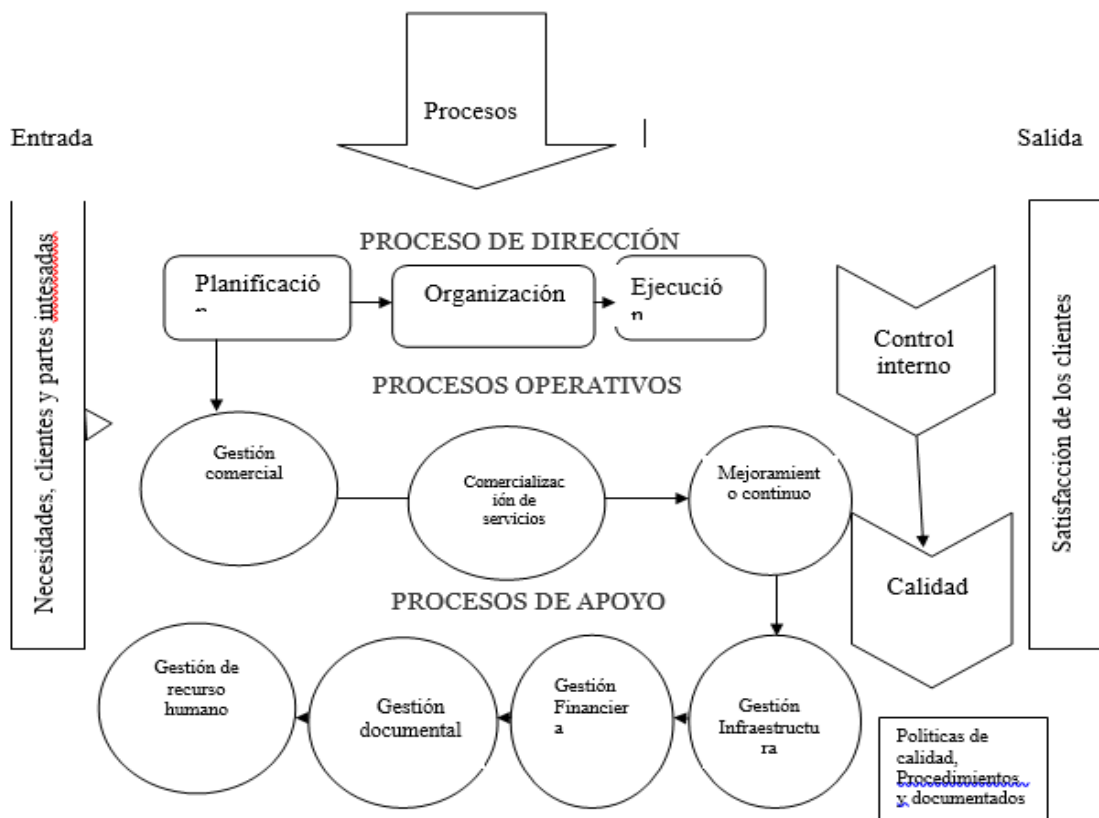 Procesos
Entrada
Salida
Necesidades, clientes y partes intesadas
PROCESO DE DIRECCIÓN
Planificació
n
Organización
Ejecución
n
Control
interno
Satisfacción de los clientes
PROCESOS OPERATIVOS
Gestión
comercial
Comercializac
ión de
servicios
Mejoramient
o continuo
Calidad
PROCESOS DE APOYO
Gestión de
recurso
humano
Gestión
documental
Gestión
Financier
a
Gestión
Infraestructu
ra
Políticas de
calidad,
Procedimientos
y documentados